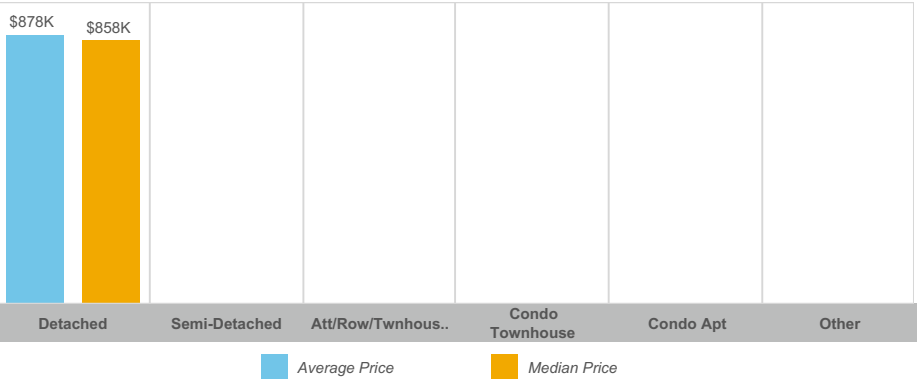 $878K
$858K
Detached
Semi-Detached
Att/Row/Twnhous..
Condo
Townhouse
Condo Apt
Other
Average Price
Median Price